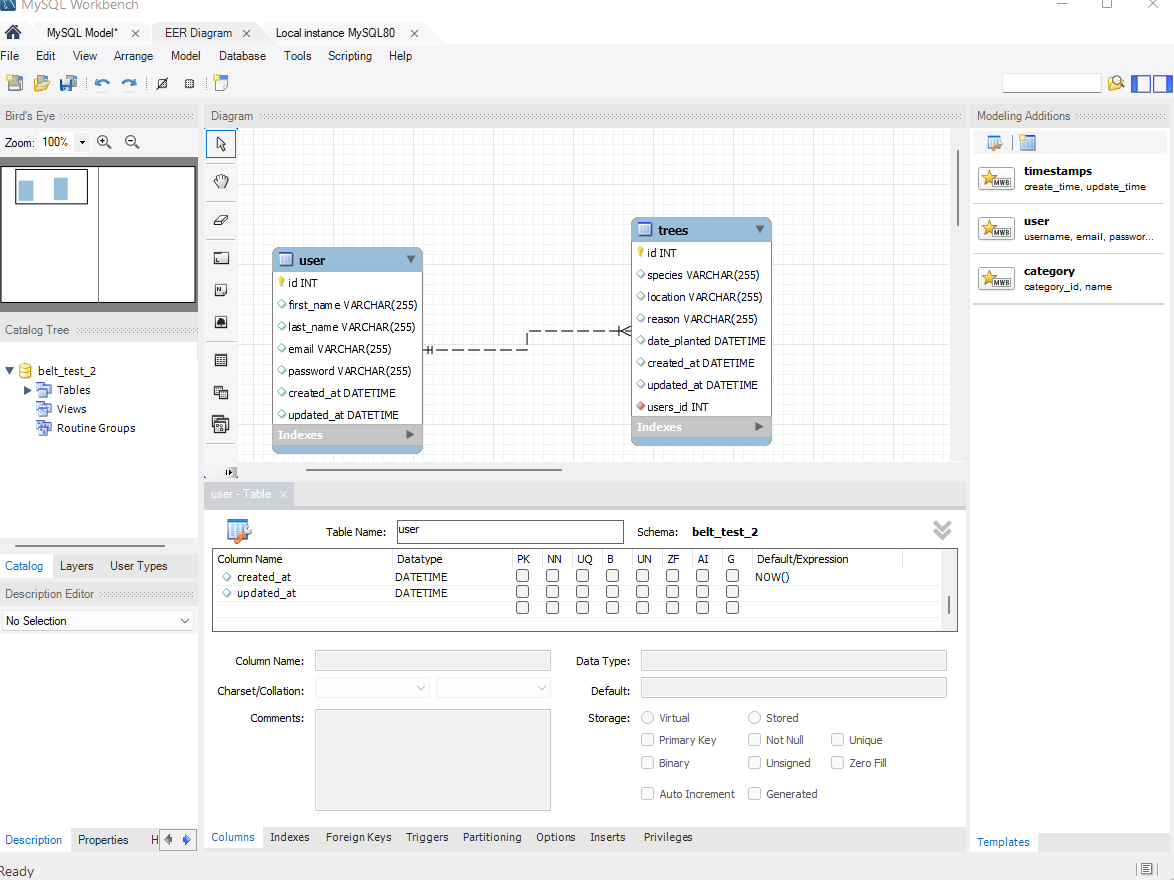 MySQL Workbench
MySQL Model* EER Diagram Local instance MySQL80
File Edit View Arrange Model Database Tools Scripting Help
Bird's Eye
Zoom: 100%
Catalog Tree
belt_test_2
Tables
Views
Routine Groups
Catalog Layers User Types
Description Editor
No Selection
Description Properties H
Ready
Diagram
user
id INT
first_name VARCHAR(255)
last_name VARCHAR(255)
email VARCHAR(255)
password VARCHAR(255)
created_at DATETIME
updated_at DATETIME
Indexes
trees
id INT
species VARCHAR(255)
location VARCHAR(255)
reason VARCHAR(255)
date_planted DATETIME
created_at DATETIME
updated_at DATETIME
users_id INT
Indexes
user - Table
Table Name: user Schema: belt_test_2
Column Name Datatype PK NN UQ B UN ZF AI G Default/Expression
created_at DATETIME NOW()
updated_at DATETIME
Column Name: Data Type:
Charset/Collation: Default:
Comments: Storage: Virtual Stored
Primary Key Not Null Unique
Binary Unsigned Zero Fill
Auto Increment Generated
Columns Indexes Foreign Keys Triggers Partitioning Options Inserts Privileges
Modeling Additions
MWB
timestamps
create_time, update_time
MWB
user
username, email, passwor...
MWB
category
category_id, name
Templates